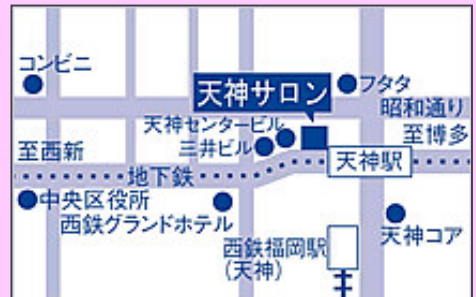 コンビニ
フタタ
天神サロン
昭和通り
天神センタービル
至博多
三井ビル
至西新
天神駅
地下鉄
中央区役所
西鉄グランドホテル
天神コア
西鉄福岡駅
(天神)